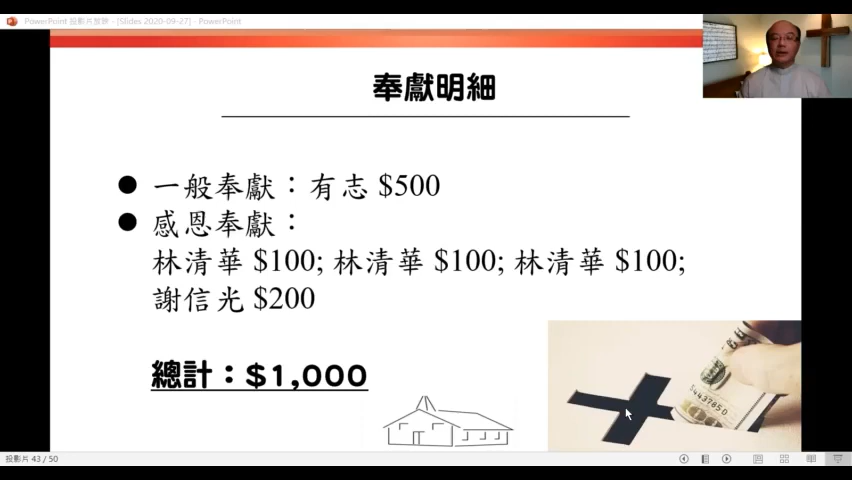 PowerPoint 投影片放映 - [Slides 2020-09-27] - PowerPoint
奉獻明細
● 一般奉獻：有志 $500
● 感恩奉獻：
林清華 $100; 林清華 $100; 林清華 $100;
謝信光 $200
總計：$1,000
投影片 43 / 50